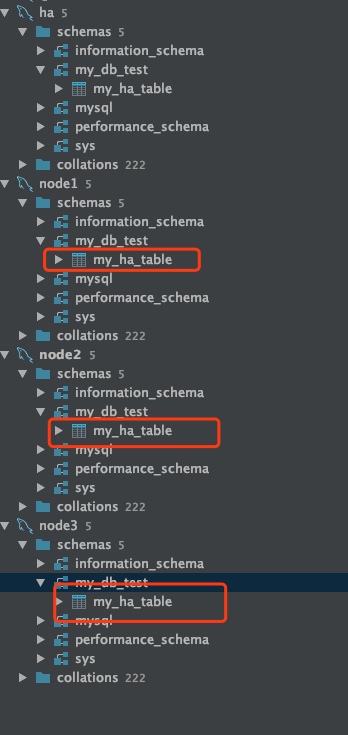 ha 5
schemas 5
information_schema
my_db_test
my_ha_table
mysql
performance_schema
sys
collations 222
node1 5
schemas 5
information_schema
my_db_test
my_ha_table
mysql
performance_schema
sys
collations 222
node2 5
schemas 5
information_schema
my_db_test
my_ha_table
mysql
performance_schema
sys
collations 222
node3 5
schemas 5
information_schema
my_db_test
my_ha_table
mysql
performance_schema
sys
collations 222